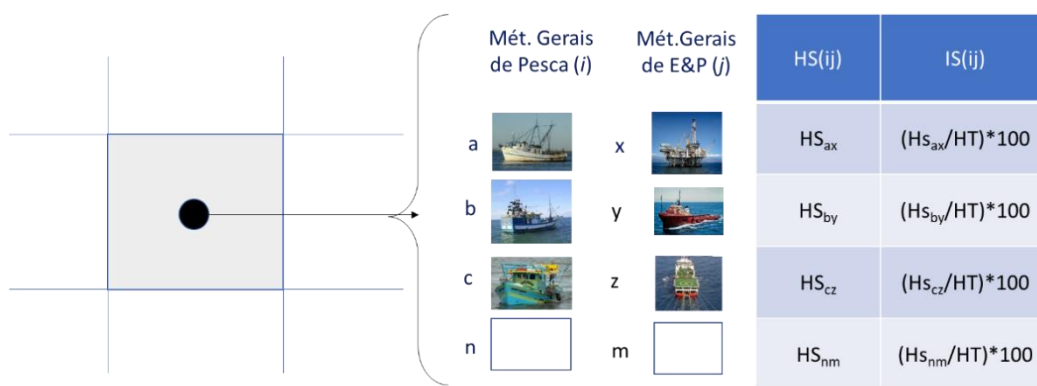 Mét. Gerais
de Pesca (i)
Mét.Gerais
de E&P (j)
HS(ij)
IS(ij)
a
x
HSax
(Hsax/HT)*100
b
y
HSby
(Hsby/HT)*100
c
z
HScz
(Hscz/HT)*100
n
m
HSnm
(Hsnm/HT)*100